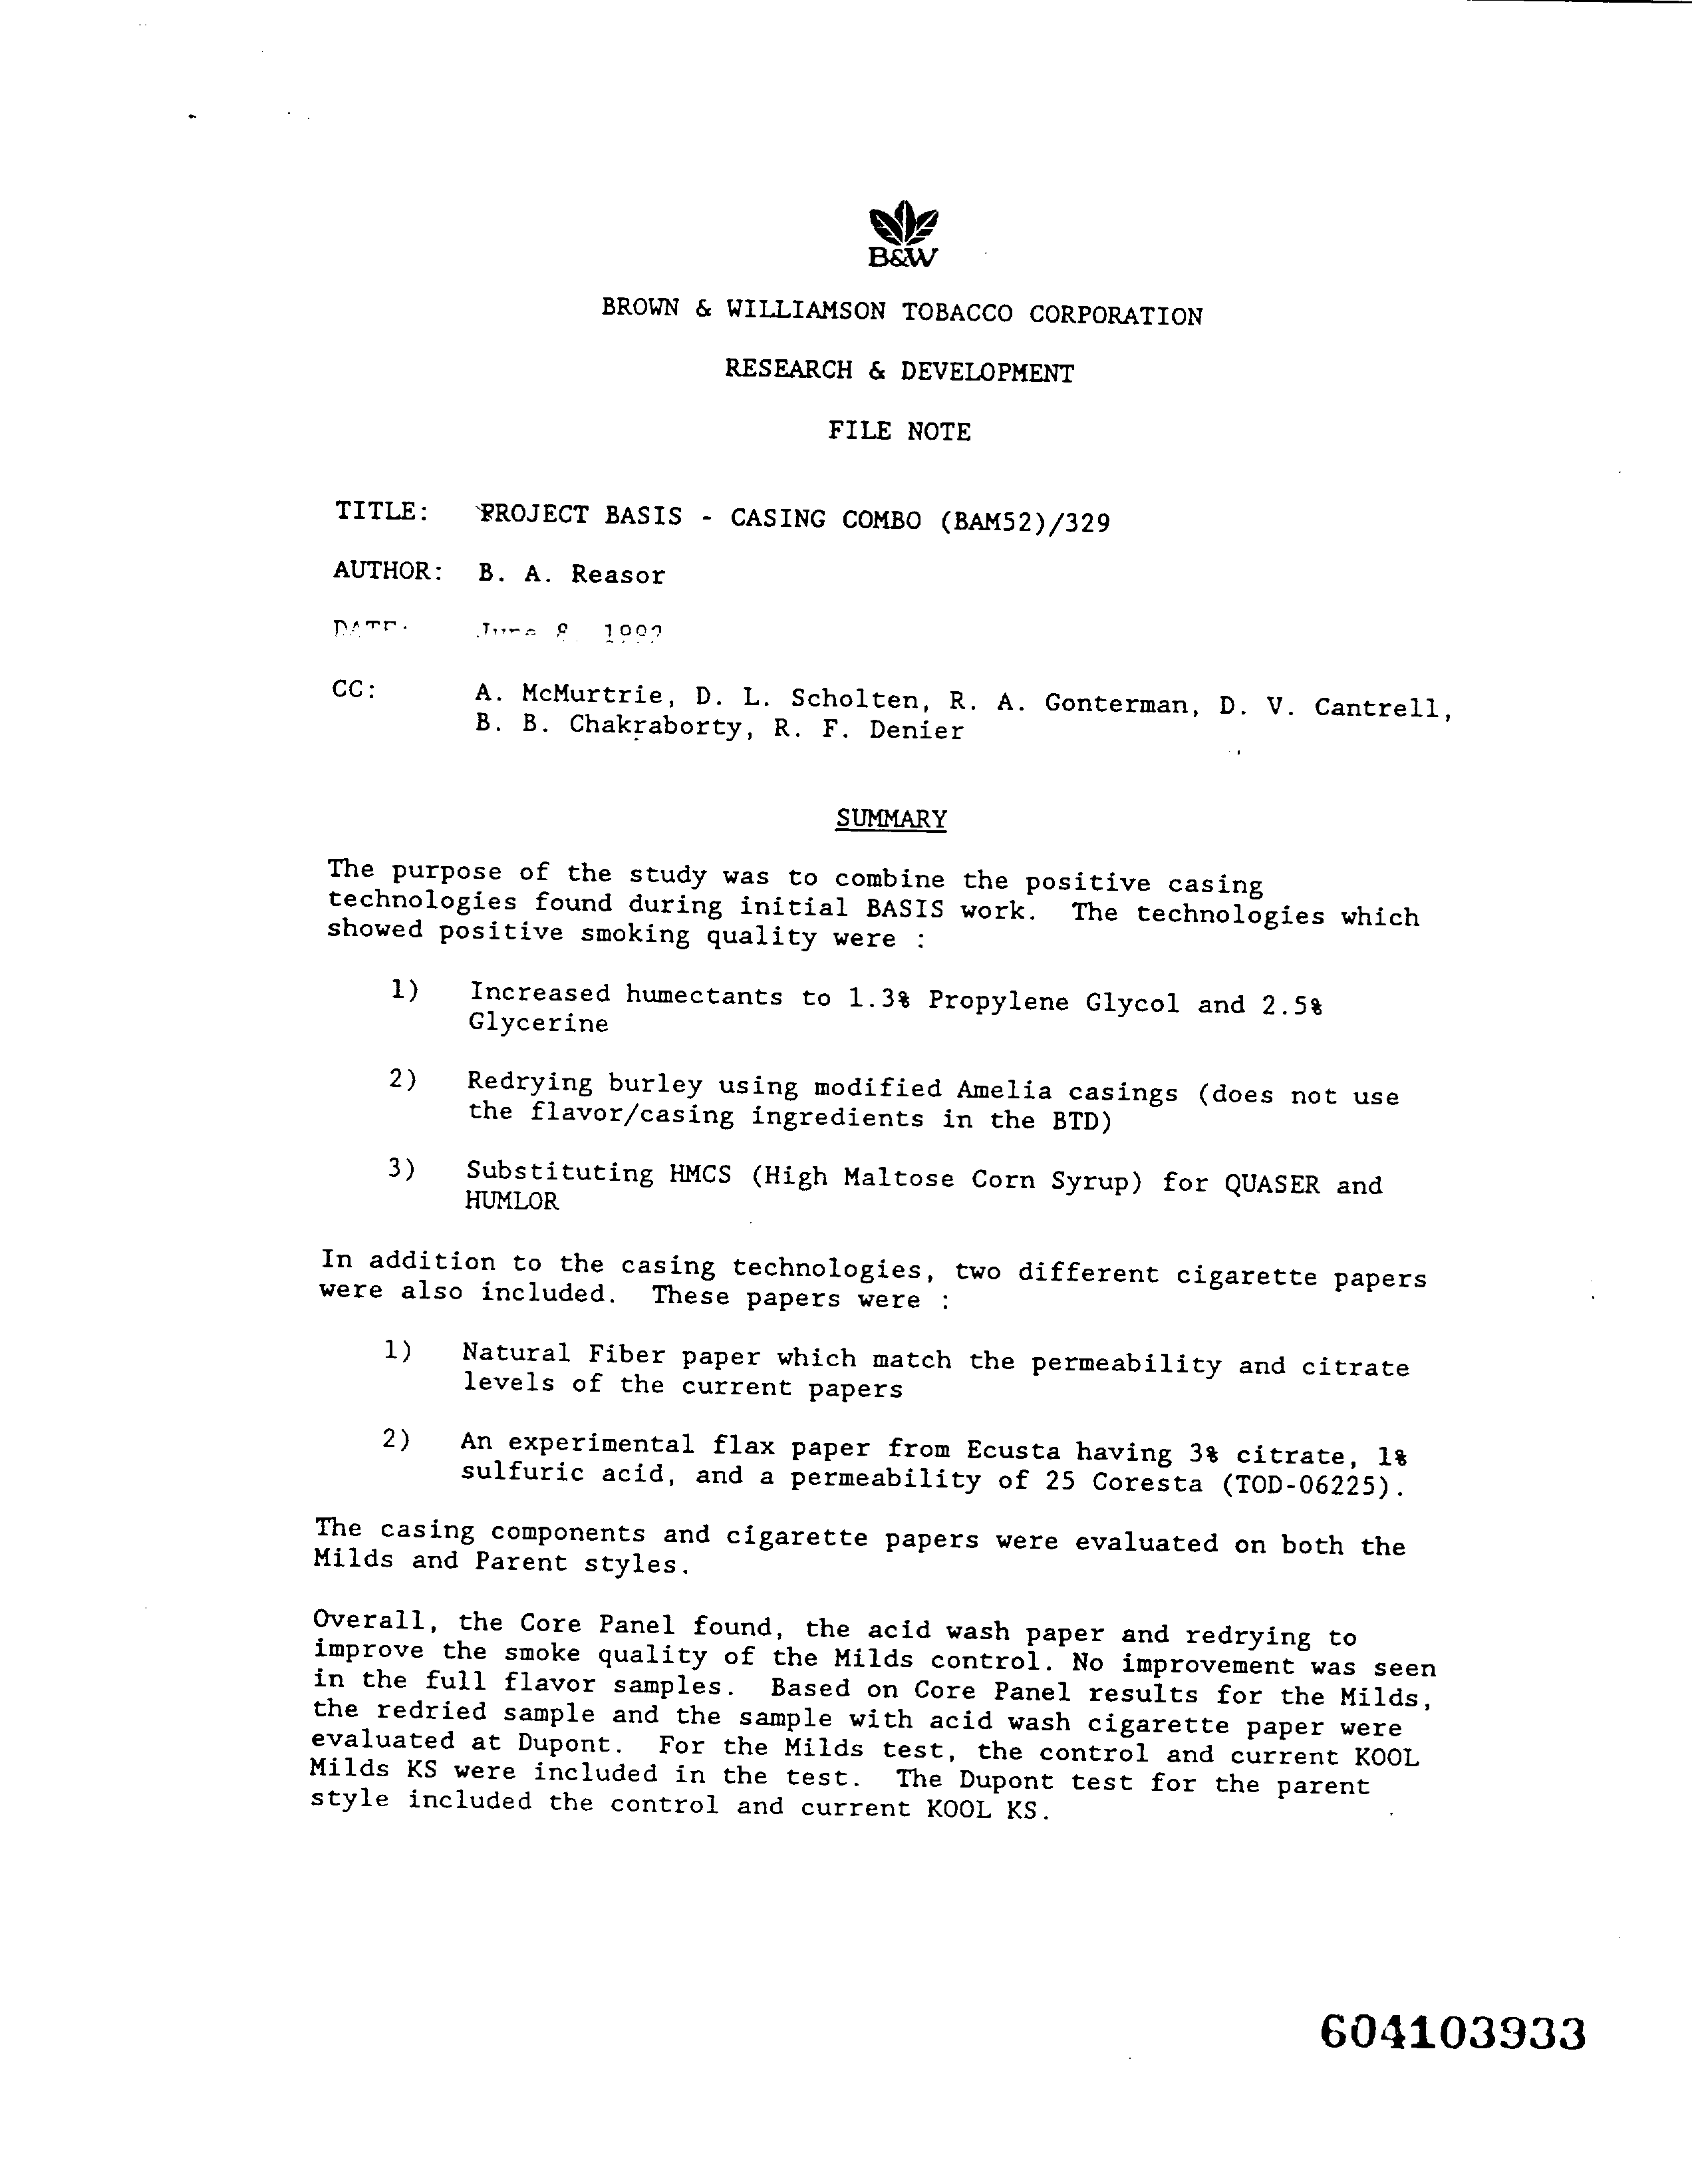 B&W
BROWN & WILLIAMSON TOBACCO CORPORATION
RESEARCH & DEVELOPMENT
FILE NOTE
TITLE: PROJECT BASIS - CASING COMBO (BAM52)/329
AUTHOR: B. A. Reasor
DATE: June 8,
CC: A. McMurtrie, D. L. Scholten, R. A. Gonterman, D. V. Cantrell,
B. B. Chakraborty, R. F. Denier
SUMMARY
The purpose of the study was to combine the positive casing
technologies found during initial BASIS work. The technologies which
showed positive smoking quality were :
1) Increased humectants to 1.3% Propylene Glycol and 2.5%
Glycerine
2) Redrying burley using modified Amelia casings (does not use
the flavor/casing ingredients in the BTD)
3) Substituting HMCS (High Maltose Corn Syrup) for QUASER and
HUMLOR
In addition to the casing technologies, two different cigarette papers
were also included. These papers were :
1) Natural Fiber paper which match the permeability and citrate
levels of the current papers
2) An experimental flax paper from Ecusta having 3% citrate, 1%
sulfuric acid, and a permeability of 25 Coresta (TOD-06225).
The casing components and cigarette papers were evaluated on both the
Milds and Parent styles.
Overall, the Core Panel found, the acid wash paper and redrying to
improve the smoke quality of the Milds control. No improvement was seen
in the full flavor samples. Based on Core Panel results for the Milds,
the redried sample and the sample with acid wash cigarette paper were
evaluated at Dupont. For the Milds test, the control and current KOOL
Milds KS were included in the test. The Dupont test for the parent
style included the control and current KOOL KS.
604103933